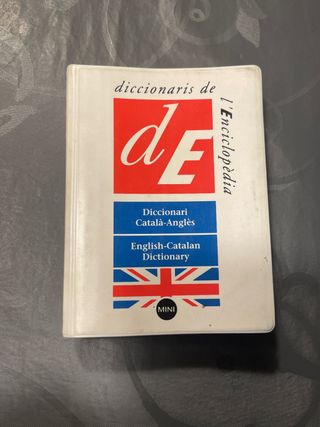 diccionaris de
l'Enciclopèdia
dE
Diccionari
Català-Anglès
English-Catalan
Dictionary
MINI